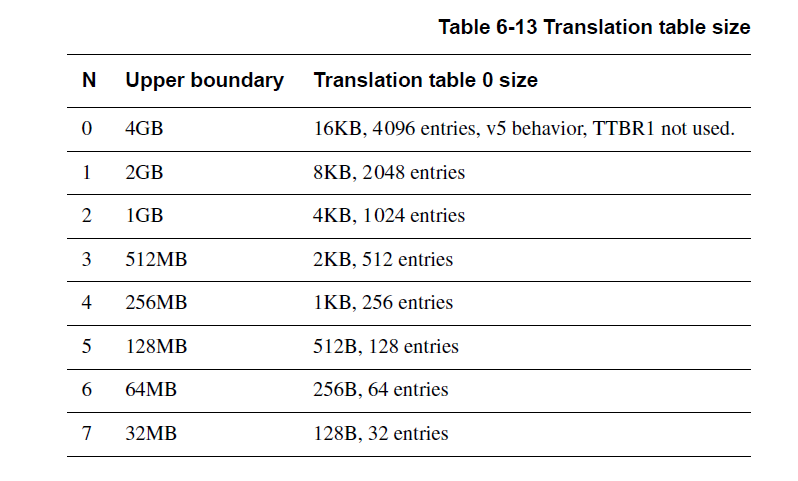 Table 6-13 Translation table size
N Upper boundary Translation table 0 size
0 4GB 16KB, 4096 entries, v5 behavior, TTBR1 not used.
1 2GB 8KB, 2048 entries
2 1GB 4KB, 1024 entries
3 512MB 2KB, 512 entries
4 256MB 1KB, 256 entries
5 128MB 512B, 128 entries
6 64MB 256B, 64 entries
7 32MB 128B, 32 entries